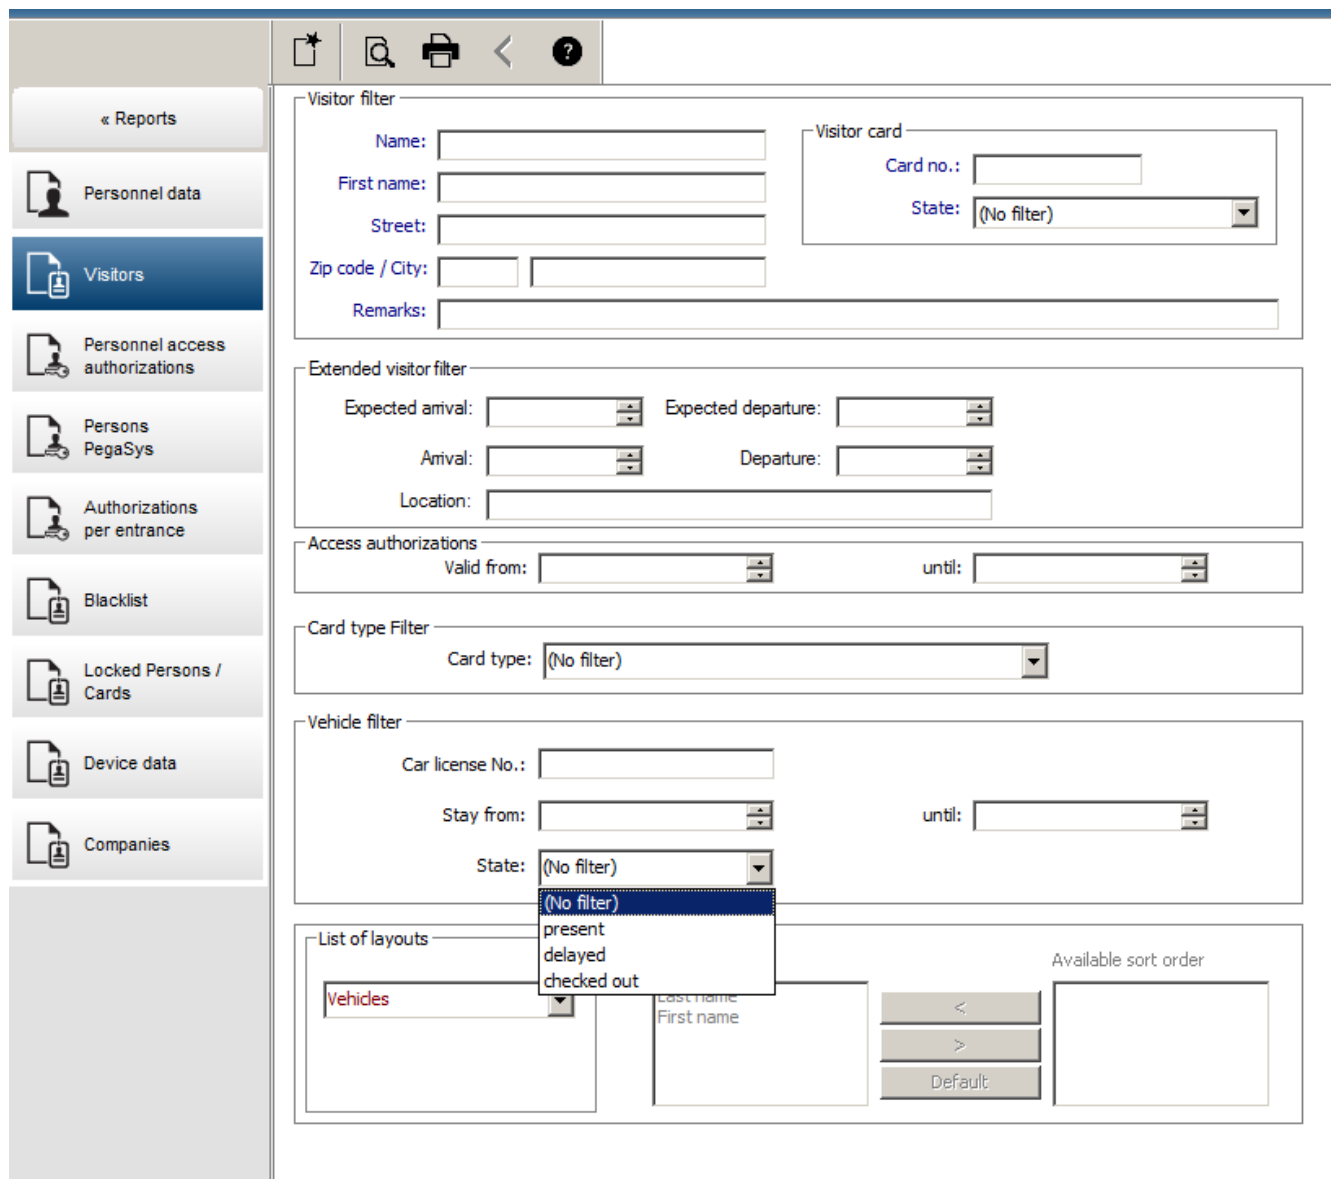 « Reports
Personnel data
Visitors
Personnel access
authorizations
Persons
PegaSys
Authorizations
per entrance
Blacklist
Locked Persons /
Cards
Device data
Companies
Visitor filter
Name:
First name:
Street:
Zip code / City:
Remarks:
Visitor card
Card no.:
State: (No filter)
Extended visitor filter
Expected arrival: Expected departure:
Arrival: Departure:
Location:
Access authorizations
Valid from: until:
Card type Filter
Card type: (No filter)
Vehicle filter
Car license No.:
Stay from: until:
State: (No filter)
(No filter)
present
delayed
checked out
List of layouts
Vehicles
Last name
First name
<
>
Default
Available sort order